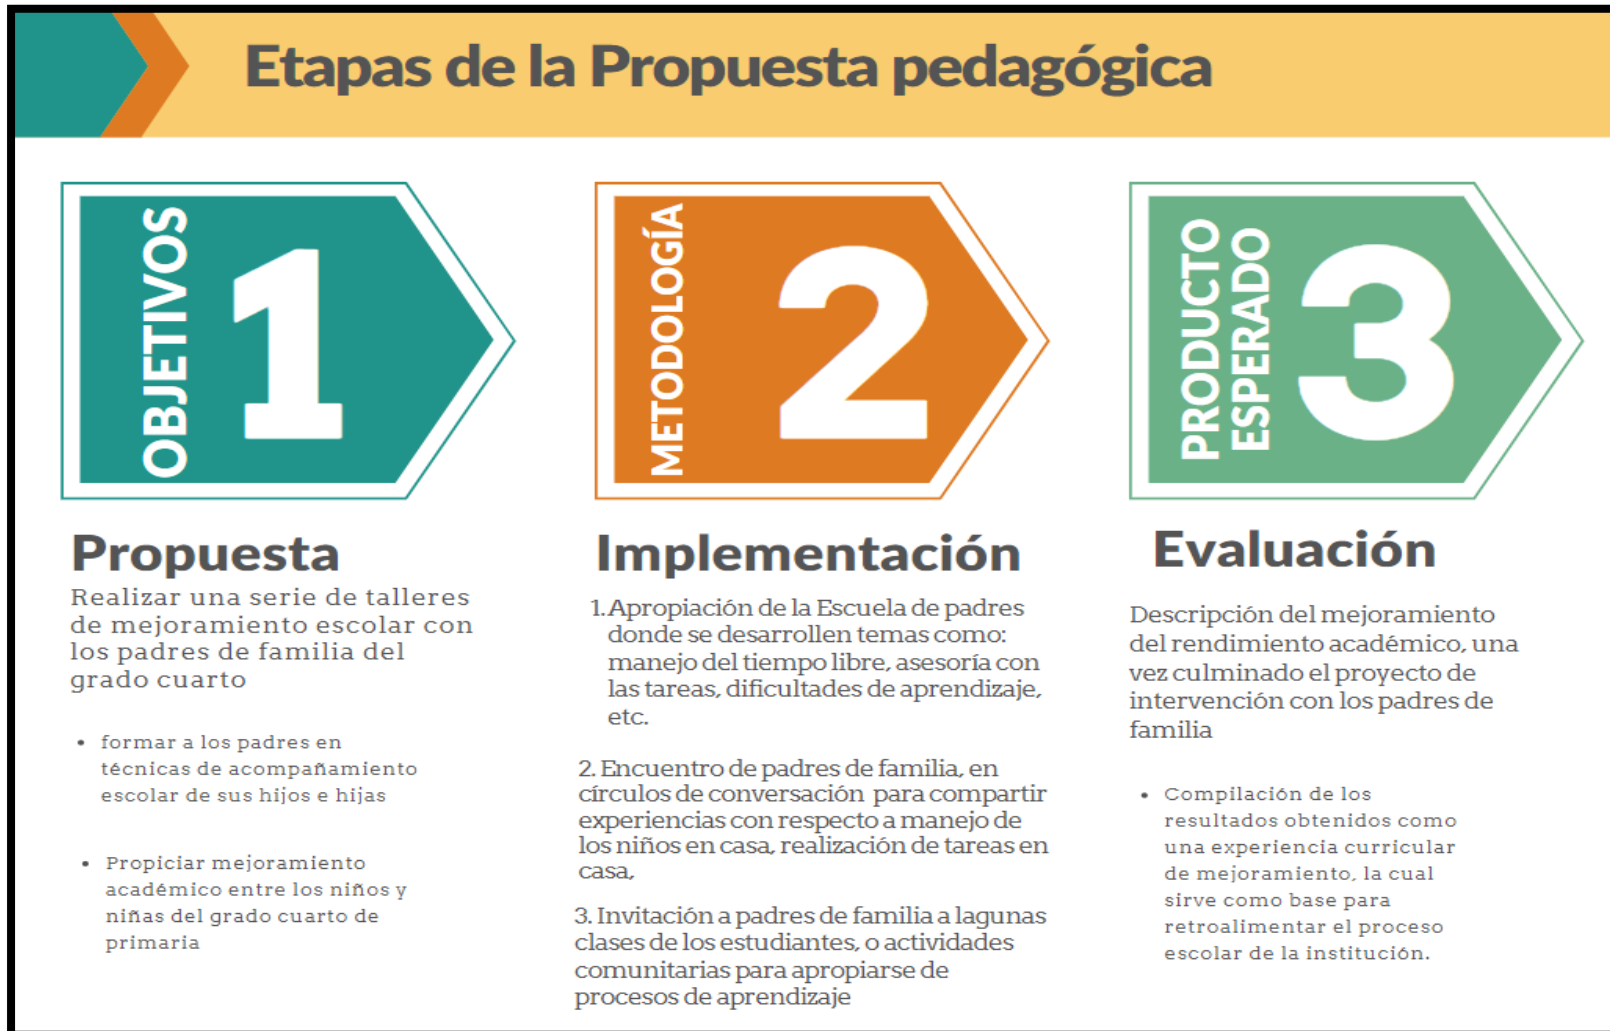 Etapas de la Propuesta pedagógica
OBJETIVOS
1
Propuesta
Realizar una serie de talleres
de mejoramiento escolar con
los padres de familia del
grado cuarto
• formar a los padres en
técnicas de acompañamiento
escolar de sus hijos e hijas
• Propiciar mejoramiento
académico entre los niños y
niñas del grado cuarto de
primaria
METODOLOGÍA
2
Implementación
1. Apropiación de la Escuela de padres
donde se desarrollen temas como:
manejo del tiempo libre, asesoría con
las tareas, dificultades de aprendizaje,
etc.
2. Encuentro de padres de familia, en
círculos de conversación para compartir
experiencias con respecto a manejo de
los niños en casa, realización de tareas en
casa,
3. Invitación a padres de familia a lagunas
clases de los estudiantes, o actividades
comunitarias para apropiarse de
procesos de aprendizaje
PRODUCTO
ESPERADO
3
Evaluación
Descripción del mejoramiento
del rendimiento académico, una
vez culminado el proyecto de
intervención con los padres de
familia
• Compilación de los
resultados obtenidos como
una experiencia curricular
de mejoramiento, la cual
sirve como base para
retroalimentar el proceso
escolar de la institución.